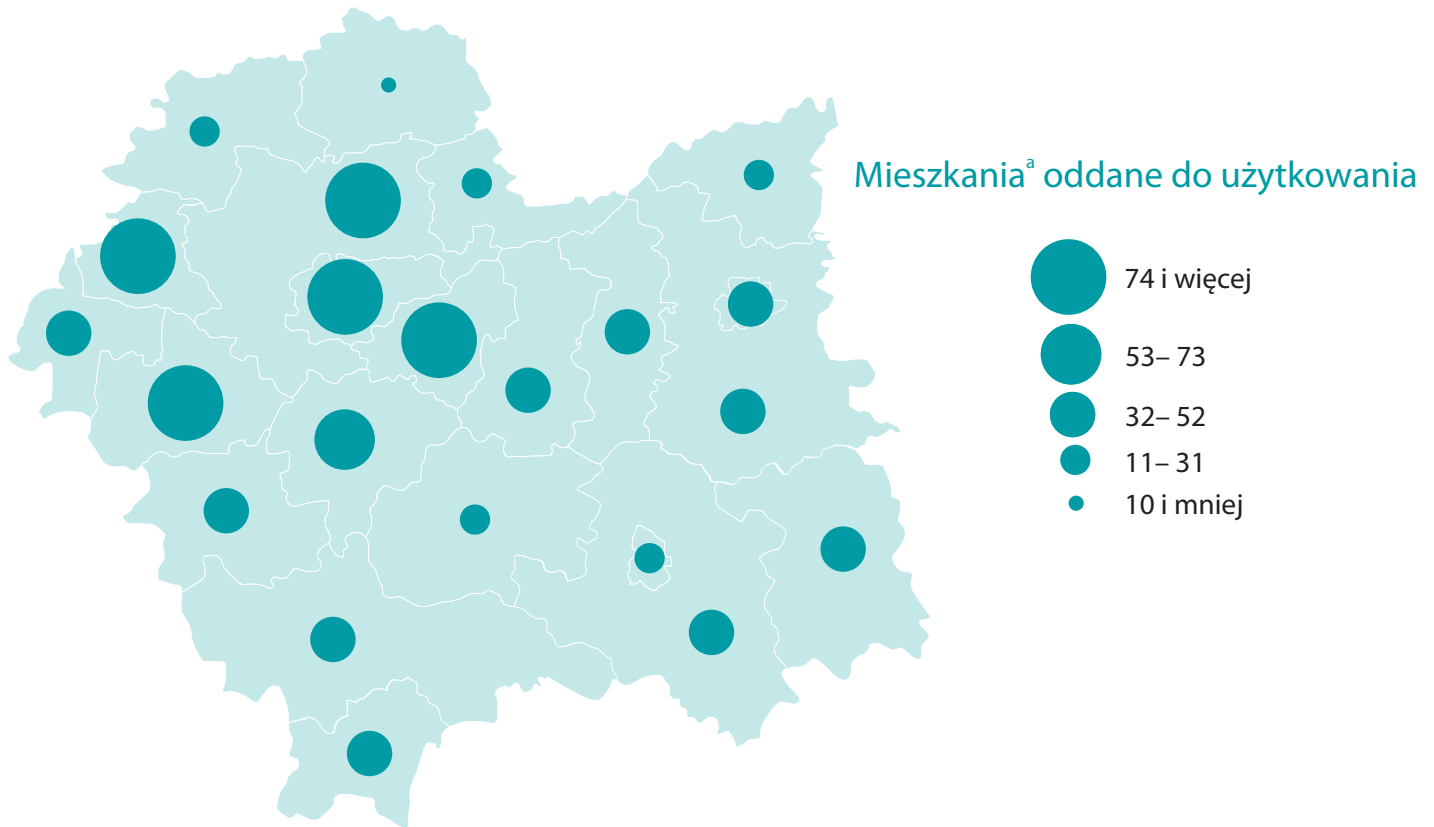 Mieszkaniaᵃ oddane do użytkowania
74 i więcej
53– 73
32– 52
11– 31
10 i mniej